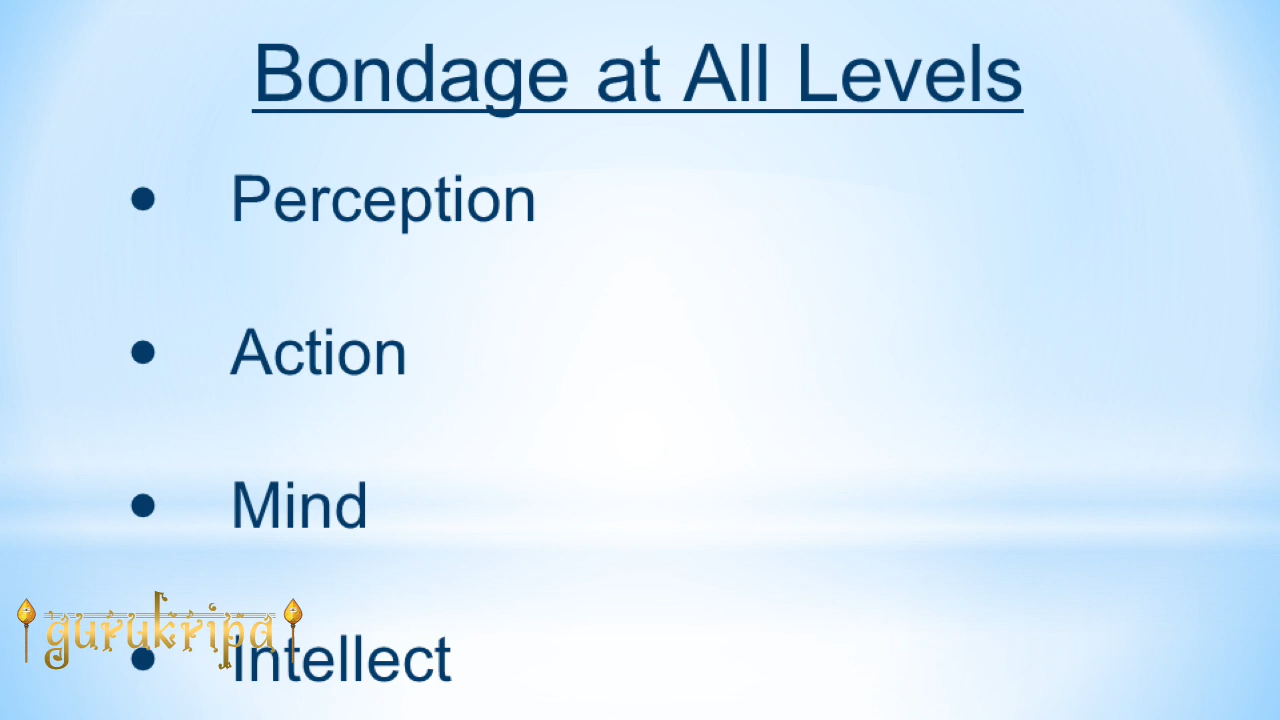 Bondage at All Levels
• Perception
• Action
• Mind
gurukripa
• Intellect